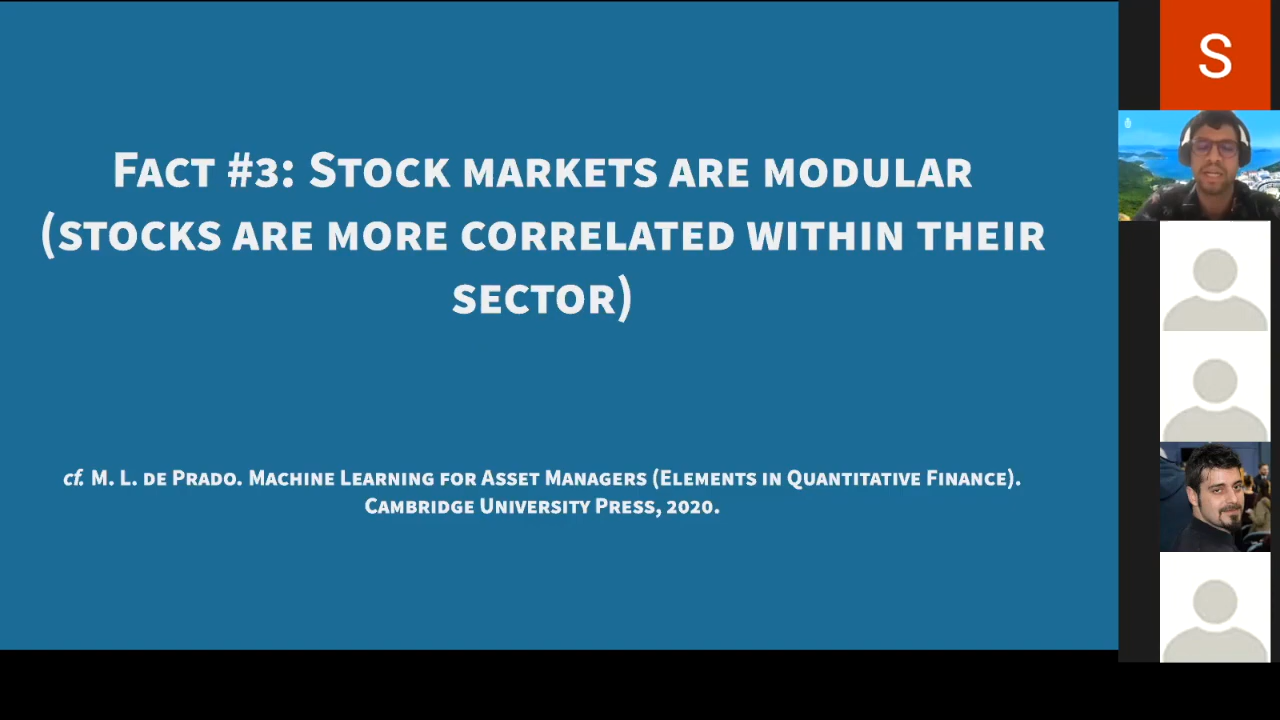 Fact #3: Stock markets are modular
(stocks are more correlated within their
sector)
cf. M. L. de Prado. Machine Learning for Asset Managers (Elements in Quantitative Finance).
Cambridge University Press, 2020.
S